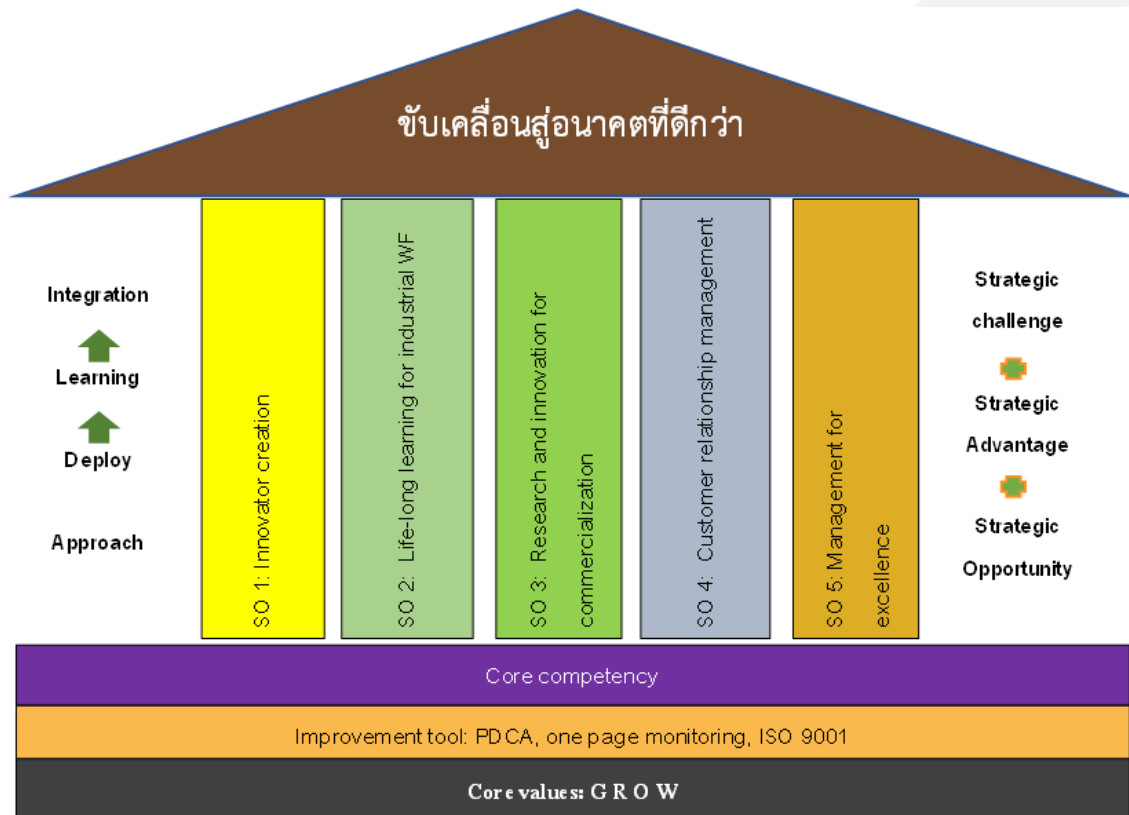 ขับเคลื่อนสู่อนาคตที่ดีกว่า
Integration
Learning
Deploy
Approach
SO 1: Innovator creation
SO 2: Life-long learning for industrial WF
SO 3: Research and innovation for
commercialization
SO 4: Customer relationship management
SO 5: Management for
excellence
Strategic
challenge
Strategic
Advantage
Strategic
Opportunity
Core competency
Improvement tool: PDCA, one page monitoring, ISO 9001
Core values: G R O W